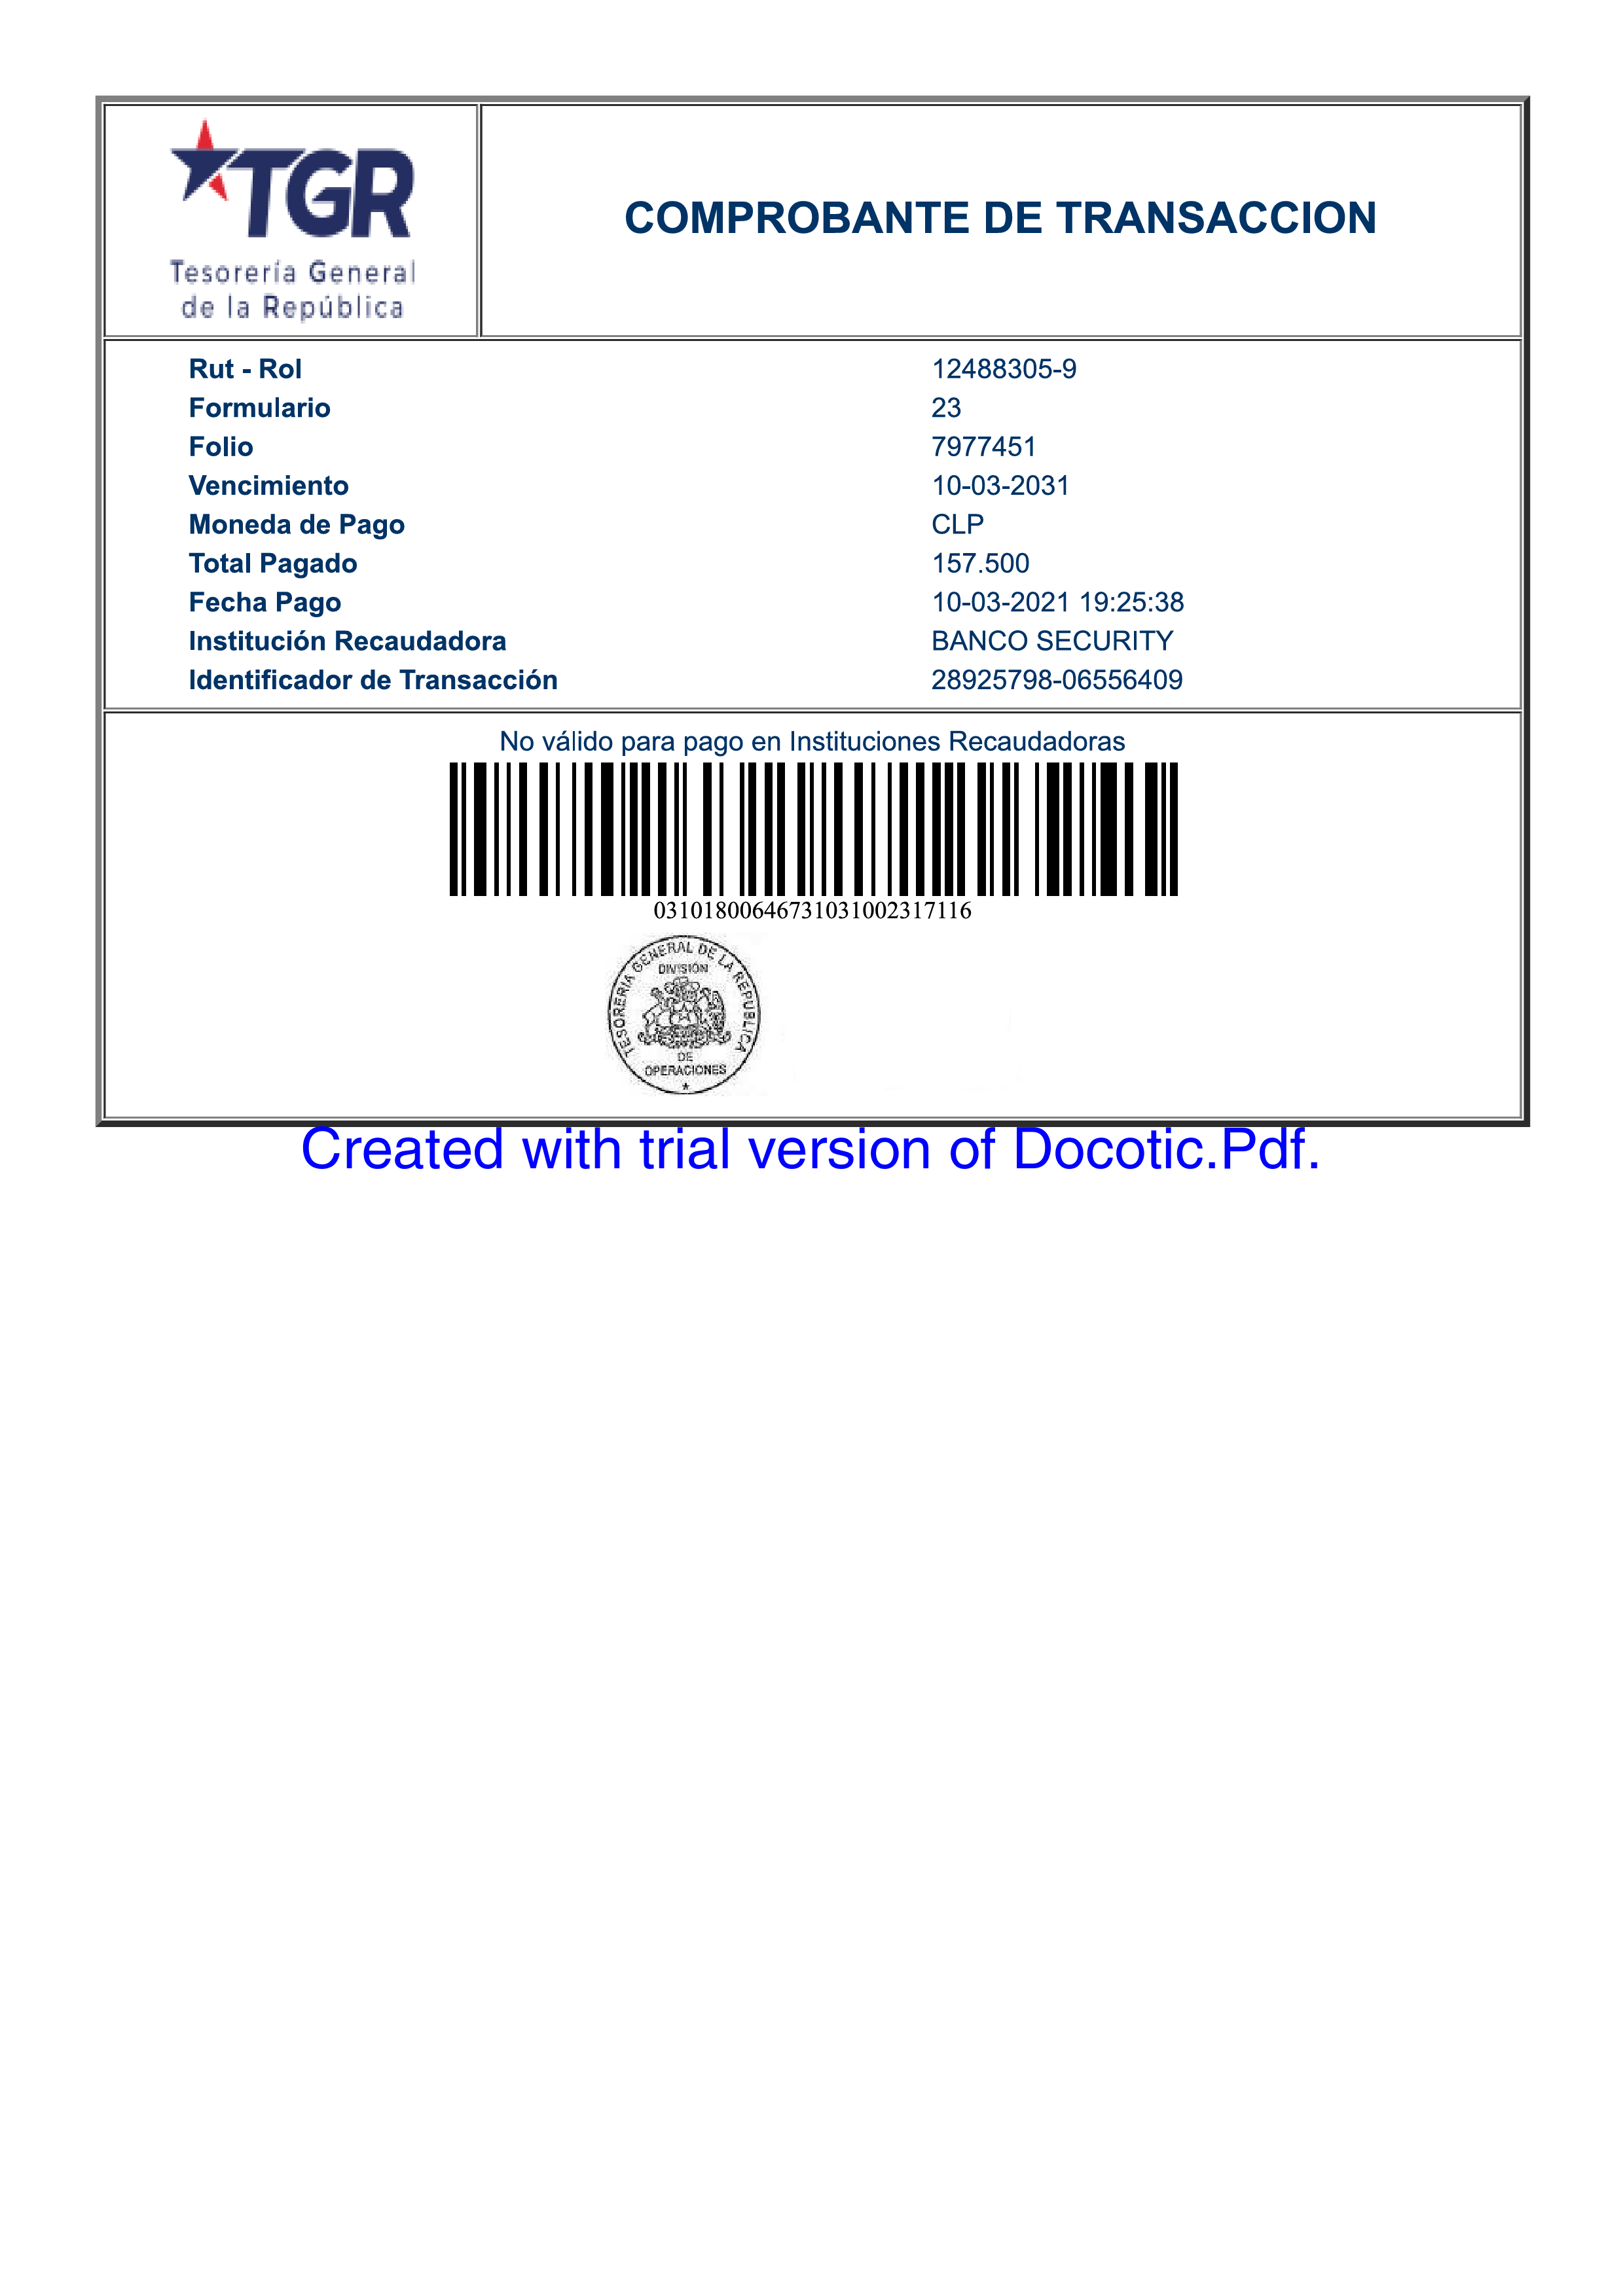 TGR
Tesorería General
de la República
COMPROBANTE DE TRANSACCION
Rut - Rol 12488305-9
Formulario 23
Folio 7977451
Vencimiento 10-03-2031
Moneda de Pago CLP
Total Pagado 157.500
Fecha Pago 10-03-2021 19:25:38
Institución Recaudadora BANCO SECURITY
Identificador de Transacción 28925798-06556409
No válido para pago en Instituciones Recaudadoras
03101800646731031002317116
TESORERIA GENERAL DE LA REPUBLICA
DIVISIÓN
DE
OPERACIONES
Created with trial version of Docotic.Pdf.